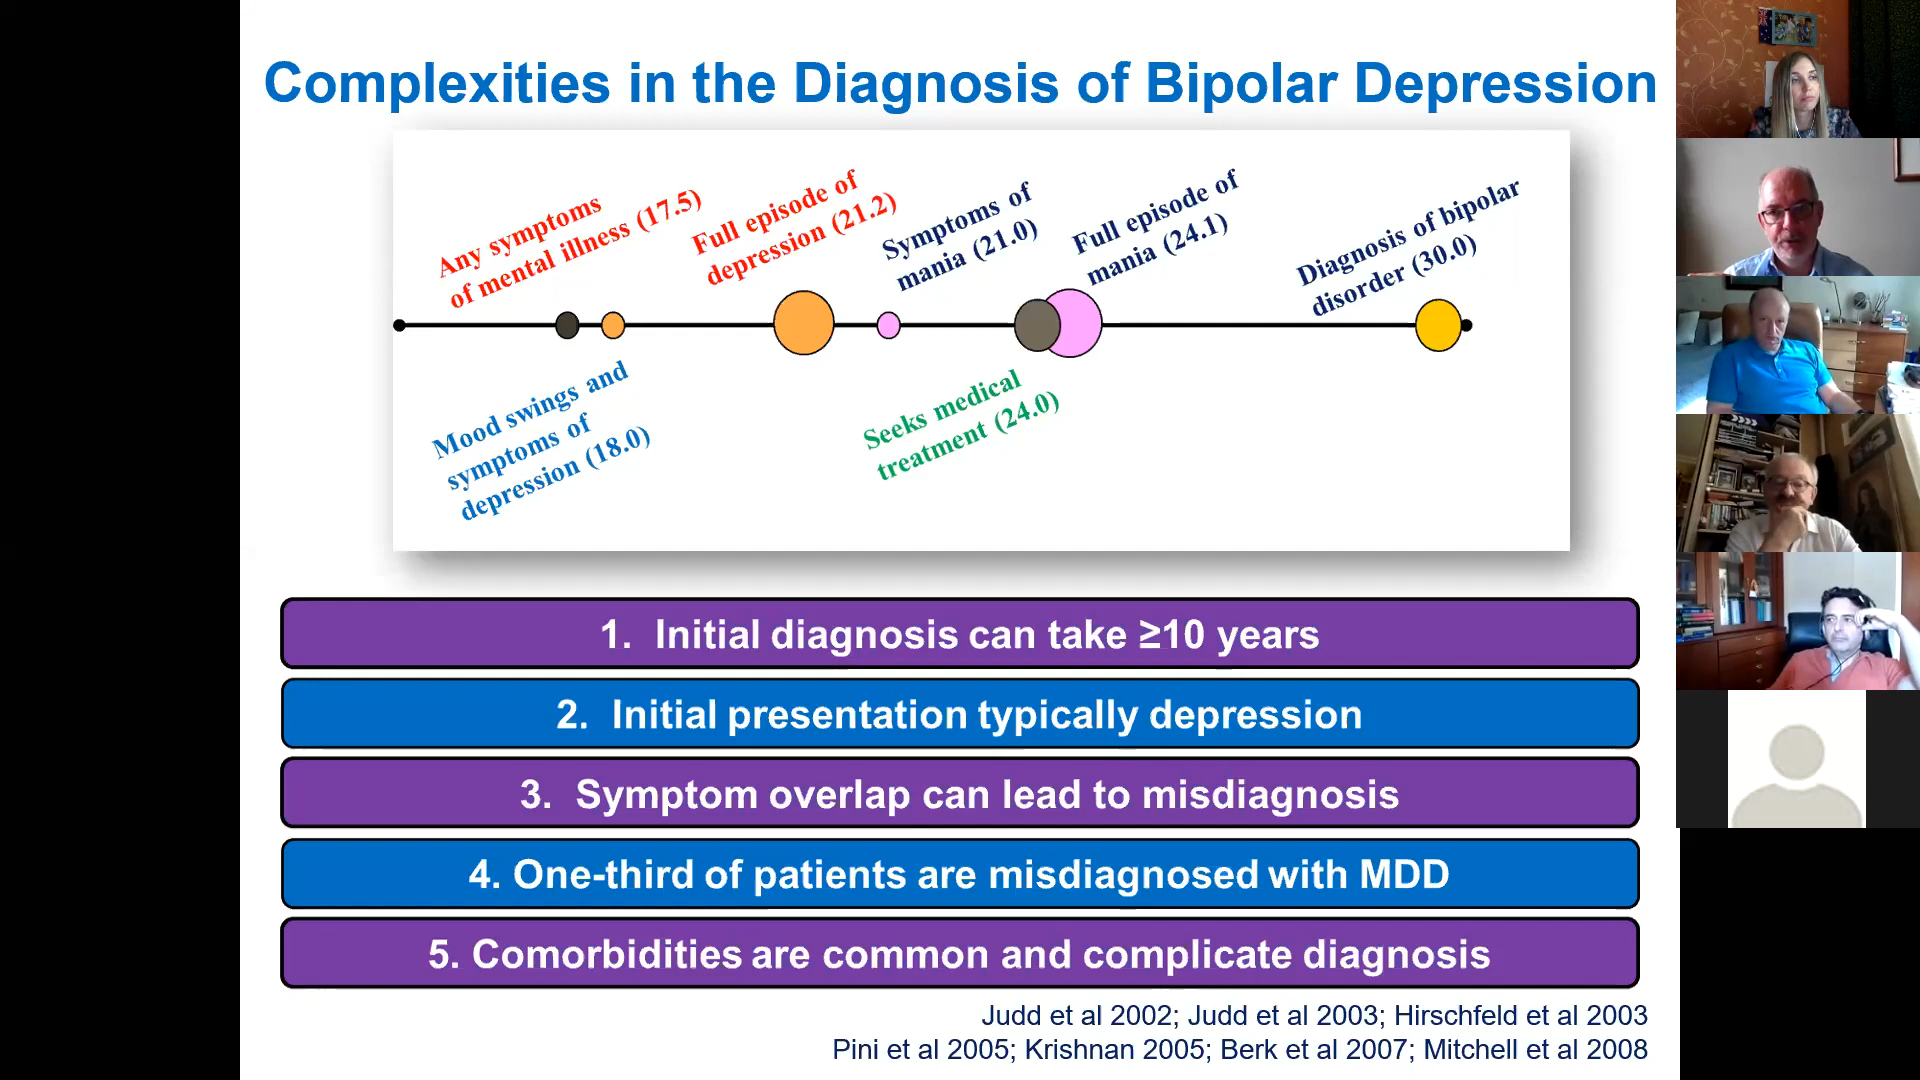 Complexities in the Diagnosis of Bipolar Depression
Any symptoms
of mental illness (17.5)
Full episode of
depression (21.2)
Symptoms of
mania (21.0)
Full episode of
mania (24.1)
Diagnosis of bipolar
disorder (30.0)
Mood swings and
symptoms of
depression (18.0)
Seeks medical
treatment (24.0)
1. Initial diagnosis can take ≥10 years
2. Initial presentation typically depression
3. Symptom overlap can lead to misdiagnosis
4. One-third of patients are misdiagnosed with MDD
5. Comorbidities are common and complicate diagnosis
Judd et al 2002; Judd et al 2003; Hirschfeld et al 2003
Pini et al 2005; Krishnan 2005; Berk et al 2007; Mitchell et al 2008